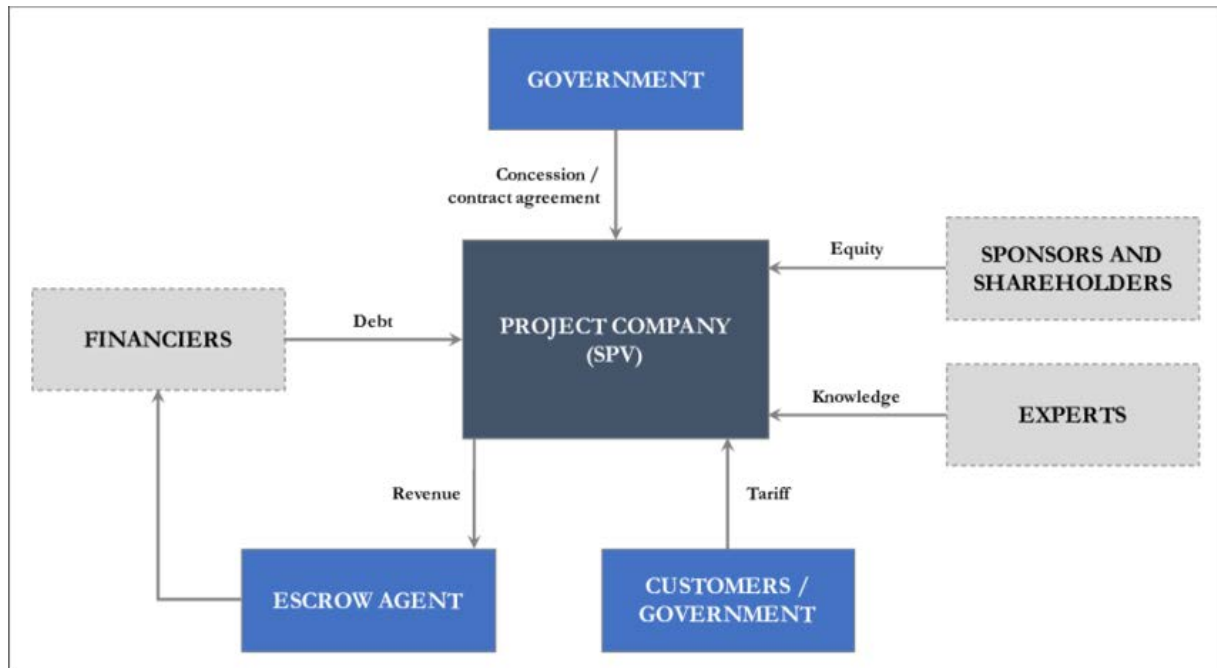 GOVERNMENT
Concession /
contract agreement
Equity
SPONSORS AND
SHAREHOLDERS
FINANCIERS
Debt
PROJECT COMPANY
(SPV)
Knowledge
EXPERTS
Revenue
Tariff
ESCROW AGENT
CUSTOMERS /
GOVERNMENT